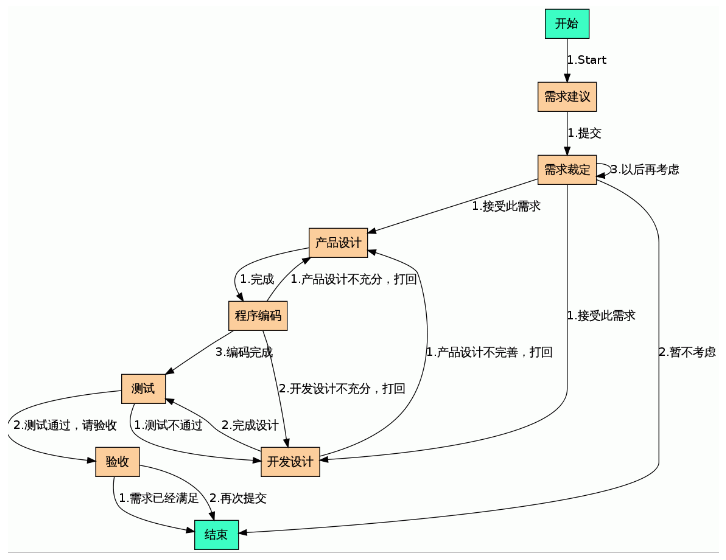 开始
1.Start
需求建议
1.提交
需求裁定
3.以后再考虑
1.接受此需求
产品设计
1.完成
1.产品设计不充分，打回
程序编码
1.接受此需求
3.编码完成
1.产品设计不完善，打回
2.暂不考虑
测试
2.开发设计不充分，打回
2.测试通过，请验收
1.测试不通过
2.完成设计
验收
开发设计
1.需求已经满足
2.再次提交
结束